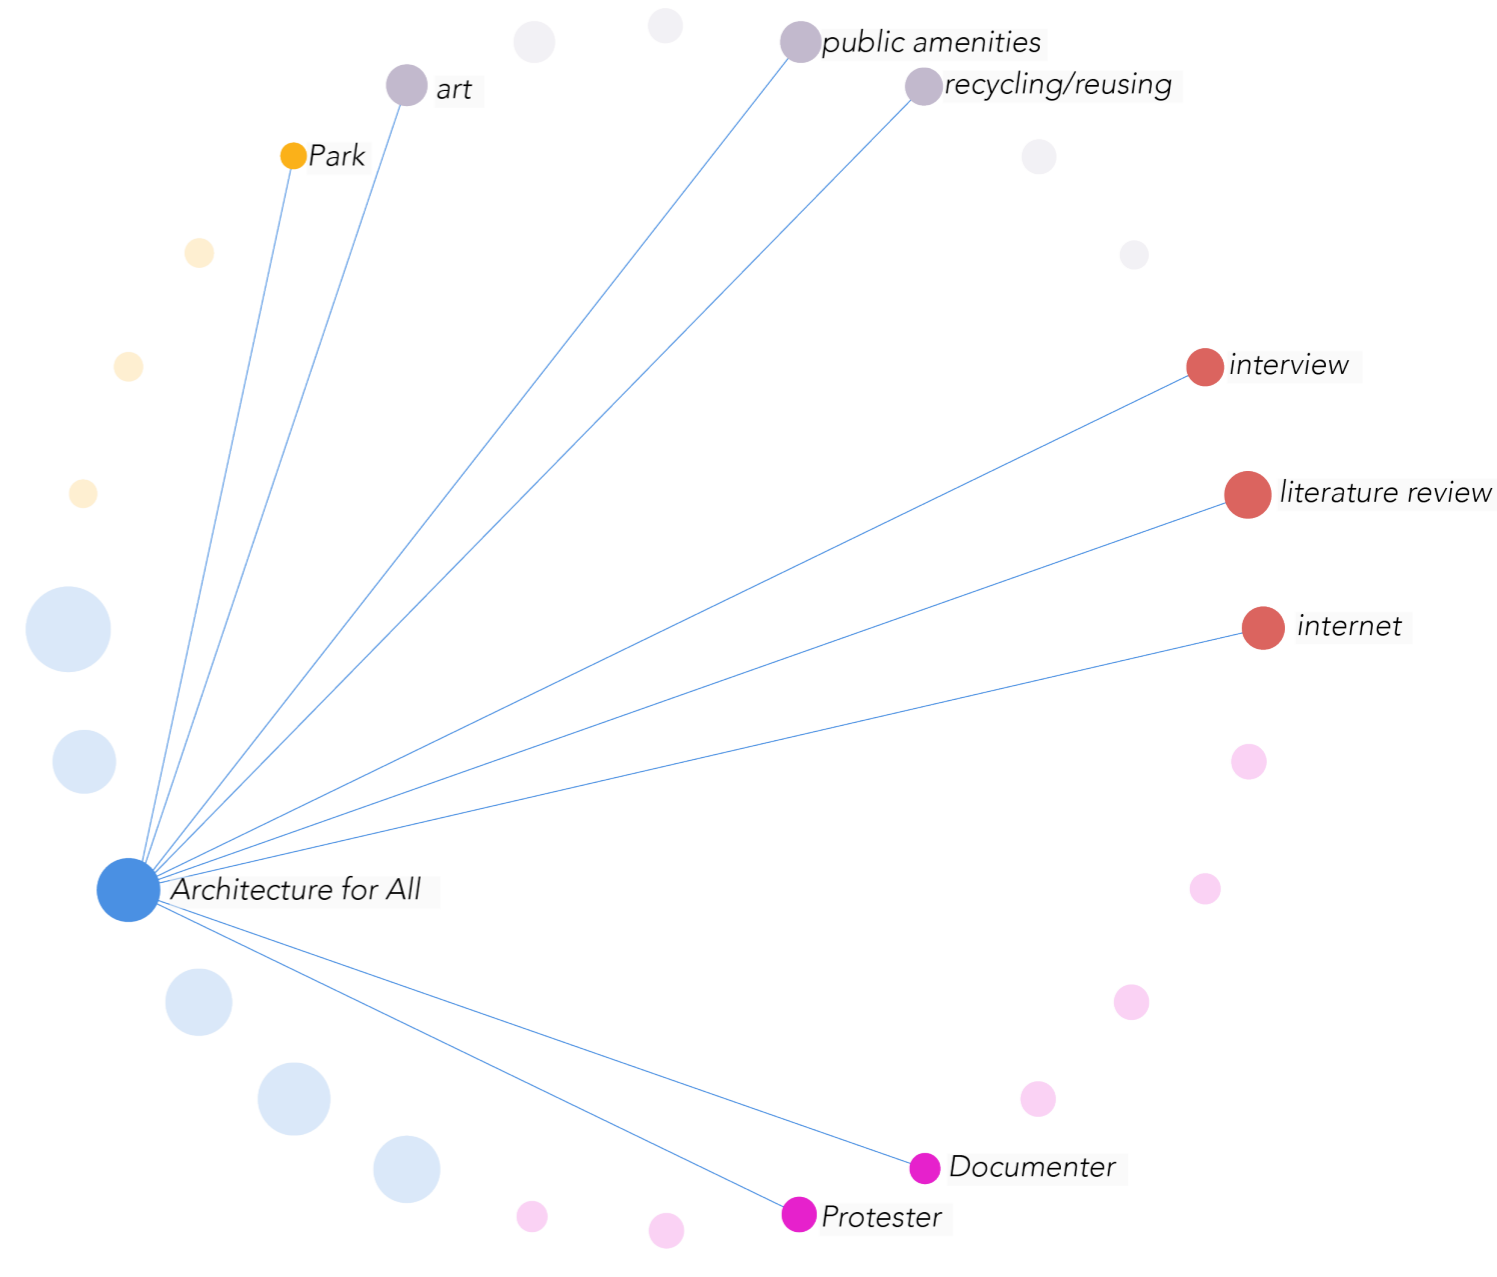 public amenities
recycling/reusing
art
Park
interview
literature review
internet
Architecture for All
Documenter
Protester